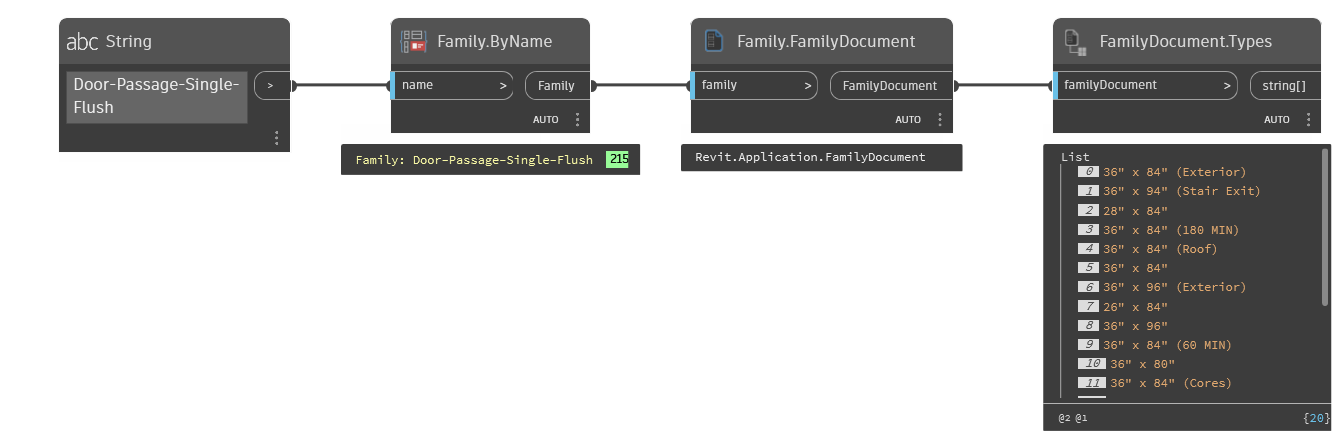 abc String
Door-Passage-Single-
Flush
>
Family.ByName
name >
Family
AUTO
Family: Door-Passage-Single-Flush 215
Family.FamilyDocument
family >
FamilyDocument
AUTO
Revit.Application.FamilyDocument
FamilyDocument.Types
familyDocument >
string[]
AUTO
List
0 36" x 84" (Exterior)
1 36" x 94" (Stair Exit)
2 28" x 84"
3 36" x 84" (180 MIN)
4 36" x 84" (Roof)
5 36" x 84"
6 36" x 96" (Exterior)
7 26" x 84"
8 36" x 96"
9 36" x 84" (60 MIN)
10 36" x 80"
11 36" x 84" (Cores)
@2 @1 {20}